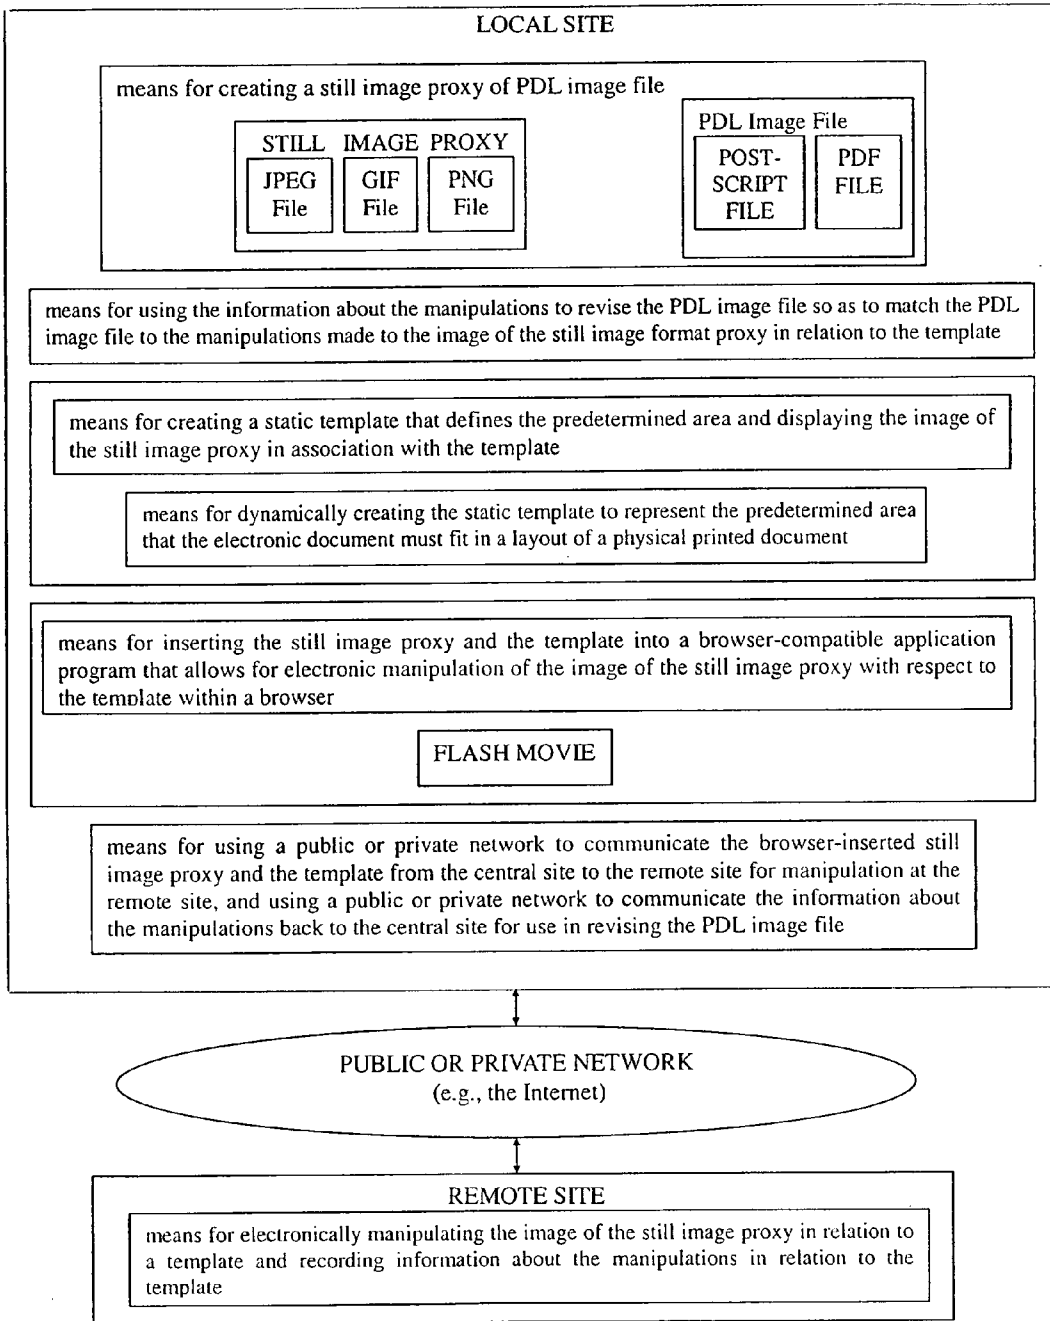 LOCAL SITE
means for creating a still image proxy of PDL image file
STILL IMAGE PROXY
JPEG File
GIF File
PNG File
PDL Image File
POST-
SCRIPT
FILE
PDF
FILE
means for using the information about the manipulations to revise the PDL image file so as to match the PDL
image file to the manipulations made to the image of the still image format proxy in relation to the template
means for creating a static template that defines the predetermined area and displaying the image of
the still image proxy in association with the template
means for dynamically creating the static template to represent the predetermined area
that the electronic document must fit in a layout of a physical printed document
means for inserting the still image proxy and the template into a browser-compatible application
program that allows for electronic manipulation of the image of the still image proxy with respect to
the template within a browser
FLASH MOVIE
means for using a public or private network to communicate the browser-inserted still
image proxy and the template from the central site to the remote site for manipulation at the
remote site, and using a public or private network to communicate the information about
the manipulations back to the central site for use in revising the PDL image file
PUBLIC OR PRIVATE NETWORK
(e.g., the Internet)
REMOTE SITE
means for electronically manipulating the image of the still image proxy in relation to
a template and recording information about the manipulations in relation to the
template